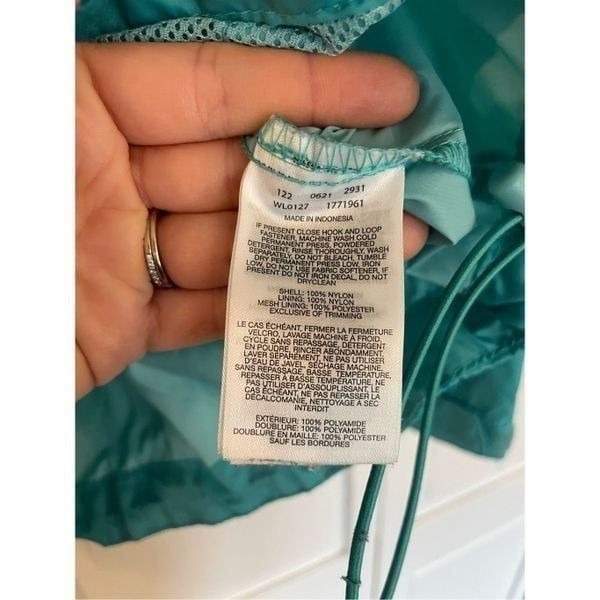 122 0621 2931
WL0127 1771961
MADE IN INDONESIA
IF PRESENT CLOSE HOOK AND LOOP
FASTENER, MACHINE WASH COLD
PERMANENT PRESS, POWDERED
DETERGENT, RINSE THOROUGHLY, WASH
SEPARATELY, DO NOT BLEACH, TUMBLE
DRY PERMANENT PRESS LOW, IRON
LOW, DO NOT USE FABRIC SOFTENER, IF
PRESENT DO NOT IRON DECAL, DO NOT
DRYCLEAN
SHELL: 100% NYLON
LINING: 100% NYLON
MESH LINING: 100% POLYESTER
EXCLUSIVE OF TRIMMING
LE CAS ÉCHÉANT, FERMER LA FERMETURE
VELCRO, LAVAGE MACHINE À FROID,
CYCLE SANS REPASSAGE, DÉTERGENT
EN POUDRE, RINCER ABONDAMMENT,
LAVER SÉPARÉMENT, NE PAS UTILISER
D'EAU DE JAVEL, SÉCHAGE MACHINE,
SANS REPASSAGE, BASSE TEMPÉRATURE,
REPASSER À BASSE TEMPÉRATURE, NE
PAS UTILISER D'ASSOUPLISSANT, LE
CAS ÉCHÉANT, NE PAS REPASSER LA
DÉCALCOMANIE, NETTOYAGE À SEC
INTERDIT
EXTÉRIEUR: 100% POLYAMIDE
DOUBLURE: 100% POLYAMIDE
DOUBLURE EN MAILLE: 100% POLYESTER
SAUF LES BORDURES